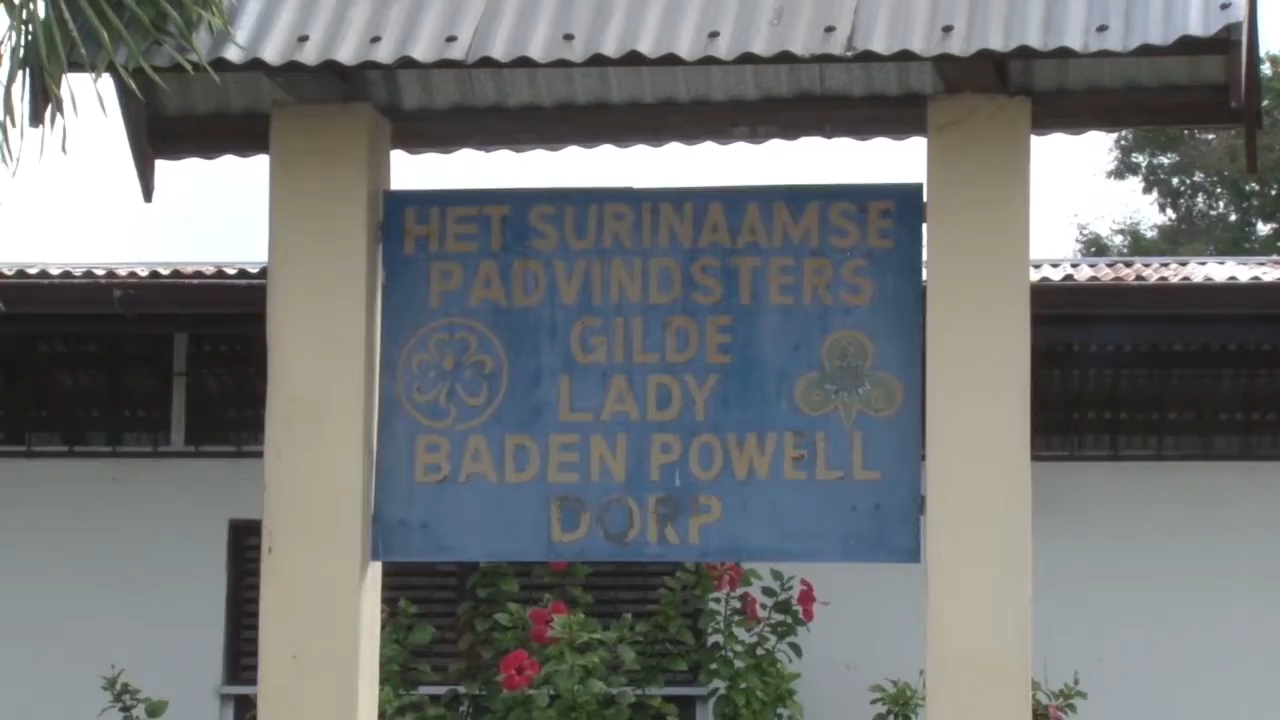 HET SURINAAMSE
PADVINDSTERS
GILDE
LADY
BADEN POWELL
DORP